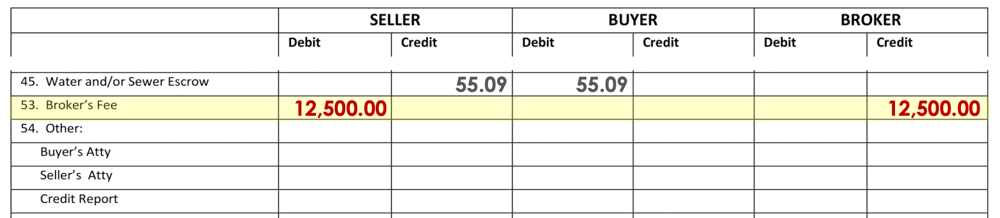 SELLER BUYER BROKER
Debit Credit Debit Credit Debit Credit
45. Water and/or Sewer Escrow 55.09 55.09
53. Broker’s Fee 12,500.00 12,500.00
54. Other:
Buyer’s Atty
Seller’s Atty
Credit Report